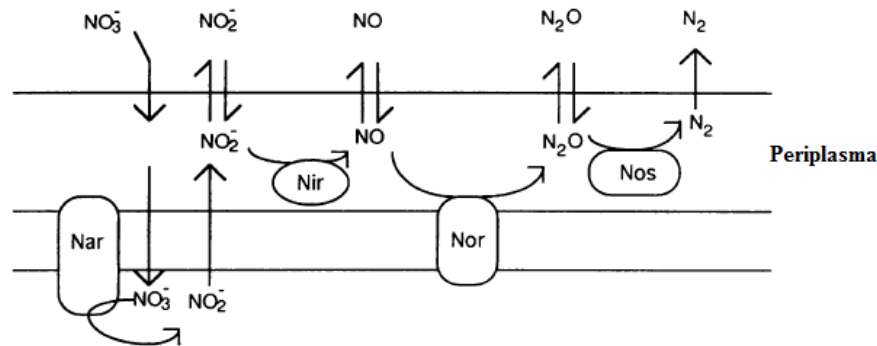 NO₃⁻ NO₂⁻ NO N₂O N₂
NO₂⁻ NO N₂O N₂
Periplasma
Nir Nos
Nar Nor
NO₃⁻ NO₂⁻